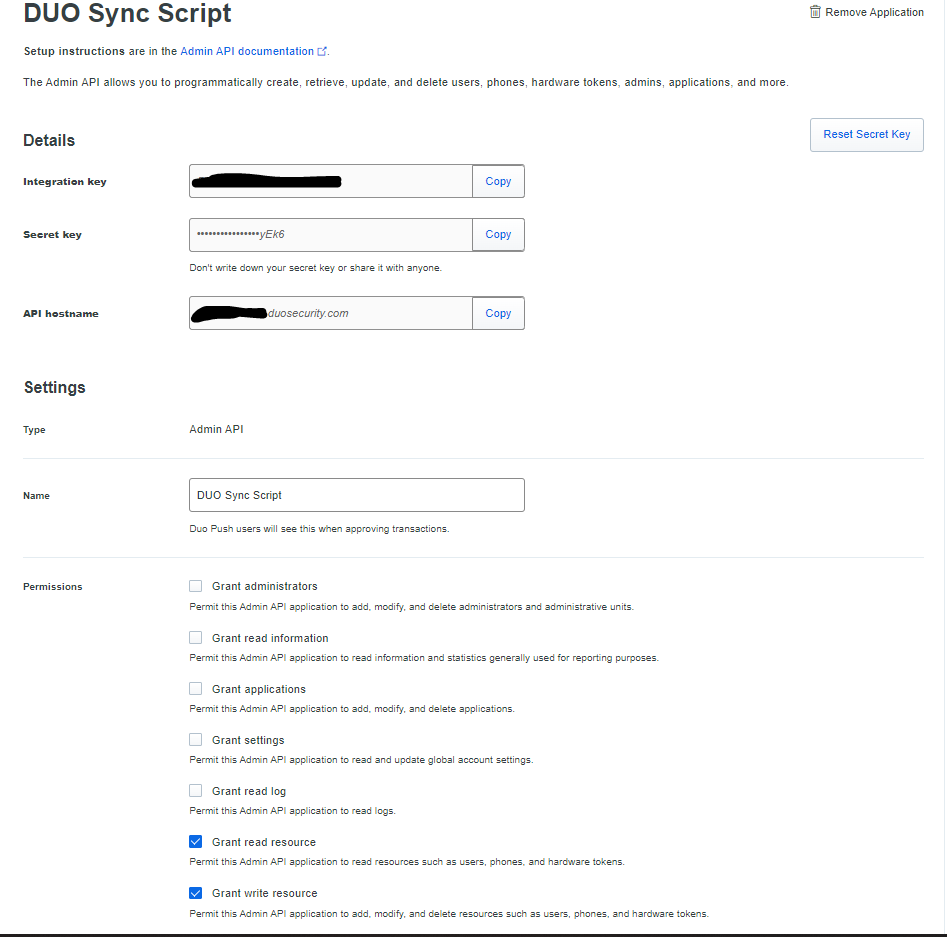 DUO Sync Script
Remove Application
Setup instructions are in the Admin API documentation.
The Admin API allows you to programmatically create, retrieve, update, and delete users, phones, hardware tokens, admins, applications, and more.
Details
Reset Secret Key
Integration key
Copy
Secret key
••••••••••••••••yEk6
Copy
Don't write down your secret key or share it with anyone.
API hostname
duosecurity.com
Copy
Settings
Type
Admin API
Name
DUO Sync Script
Duo Push users will see this when approving transactions.
Permissions
Grant administrators
Permit this Admin API application to add, modify, and delete administrators and administrative units.
Grant read information
Permit this Admin API application to read information and statistics generally used for reporting purposes.
Grant applications
Permit this Admin API application to add, modify, and delete applications.
Grant settings
Permit this Admin API application to read and update global account settings.
Grant read log
Permit this Admin API application to read logs.
Grant read resource
Permit this Admin API application to read resources such as users, phones, and hardware tokens.
Grant write resource
Permit this Admin API application to add, modify, and delete resources such as users, phones, and hardware tokens.